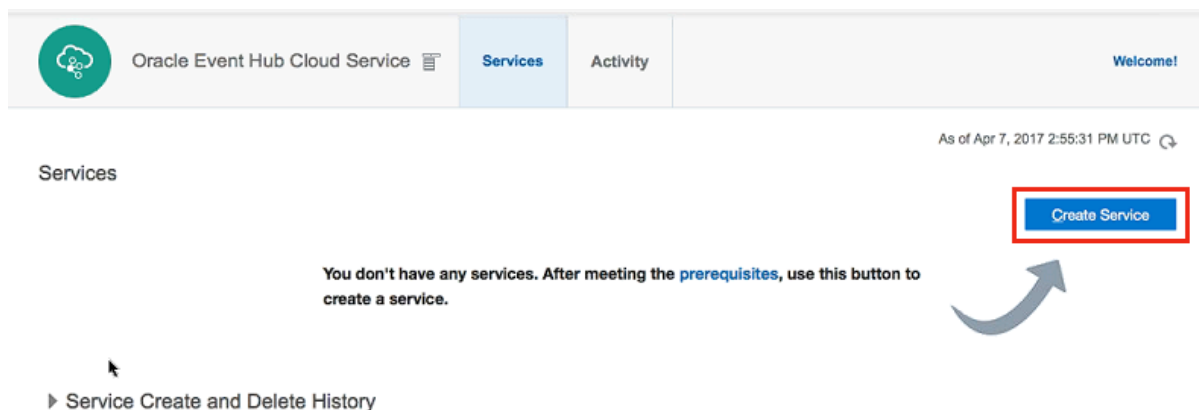 Oracle Event Hub Cloud Service
Services
Activity
Welcome!
As of Apr 7, 2017 2:55:31 PM UTC
Services
Create Service
You don't have any services. After meeting the prerequisites, use this button to
create a service.
Service Create and Delete History